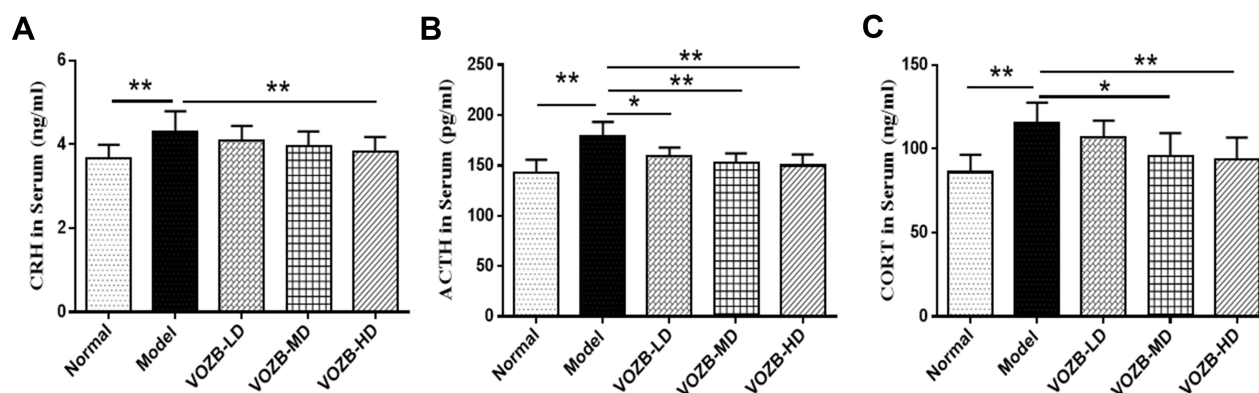 A
CRH in Serum (ng/ml)
6
4
2
0
**
**
Normal
Model
VOZB-LD
VOZB-MD
VOZB-HD
B
ACTH in Serum (pg/ml)
250
200
150
100
50
0
**
**
**
*
Normal
Model
VOZB-LD
VOZB-MD
VOZB-HD
C
CORT in Serum (ng/ml)
150
100
50
0
**
**
*
Normal
Model
VOZB-LD
VOZB-MD
VOZB-HD